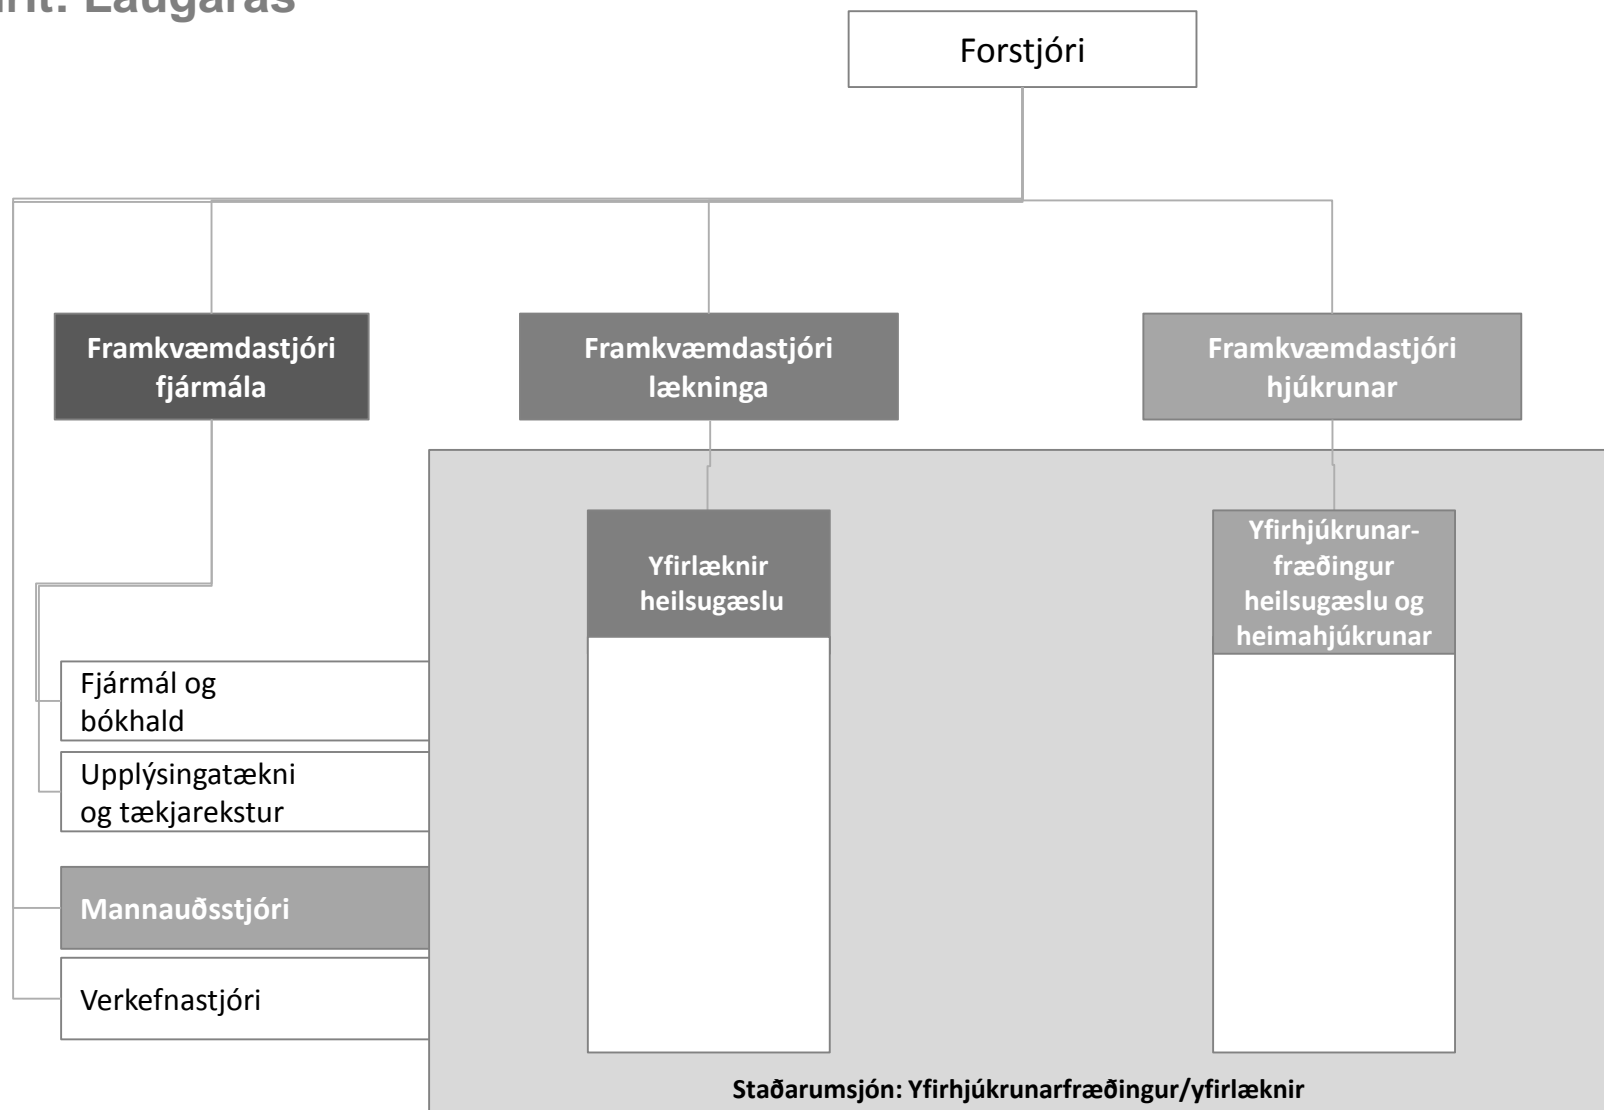 Laugarás
Forstjóri
Framkvæmdastjóri
fjármála
Framkvæmdastjóri
lækninga
Framkvæmdastjóri
hjúkrunar
Yfirlæknir
heilsugæslu
Yfirhjúkrunar-
fræðingur
heilsugæslu og
heimahjúkrunar
Fjármál og
bókhald
Upplýsingatækni
og tækjarekstur
Mannauðsstjóri
Verkefnastjóri
Staðarumsjón: Yfirhjúkrunarfræðingur/yfirlæknir